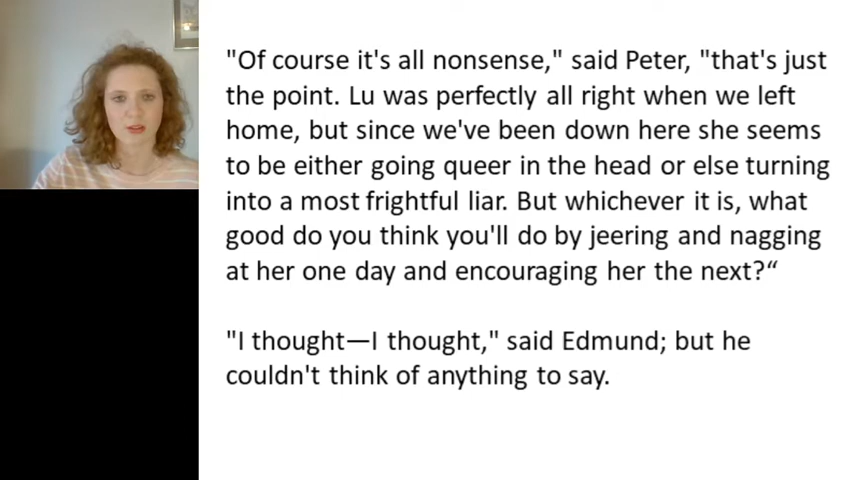 "Of course it's all nonsense," said Peter, "that's just
the point. Lu was perfectly all right when we left
home, but since we've been down here she seems
to be either going queer in the head or else turning
into a most frightful liar. But whichever it is, what
good do you think you'll do by jeering and nagging
at her one day and encouraging her the next?“
"I thought—I thought," said Edmund; but he
couldn't think of anything to say.